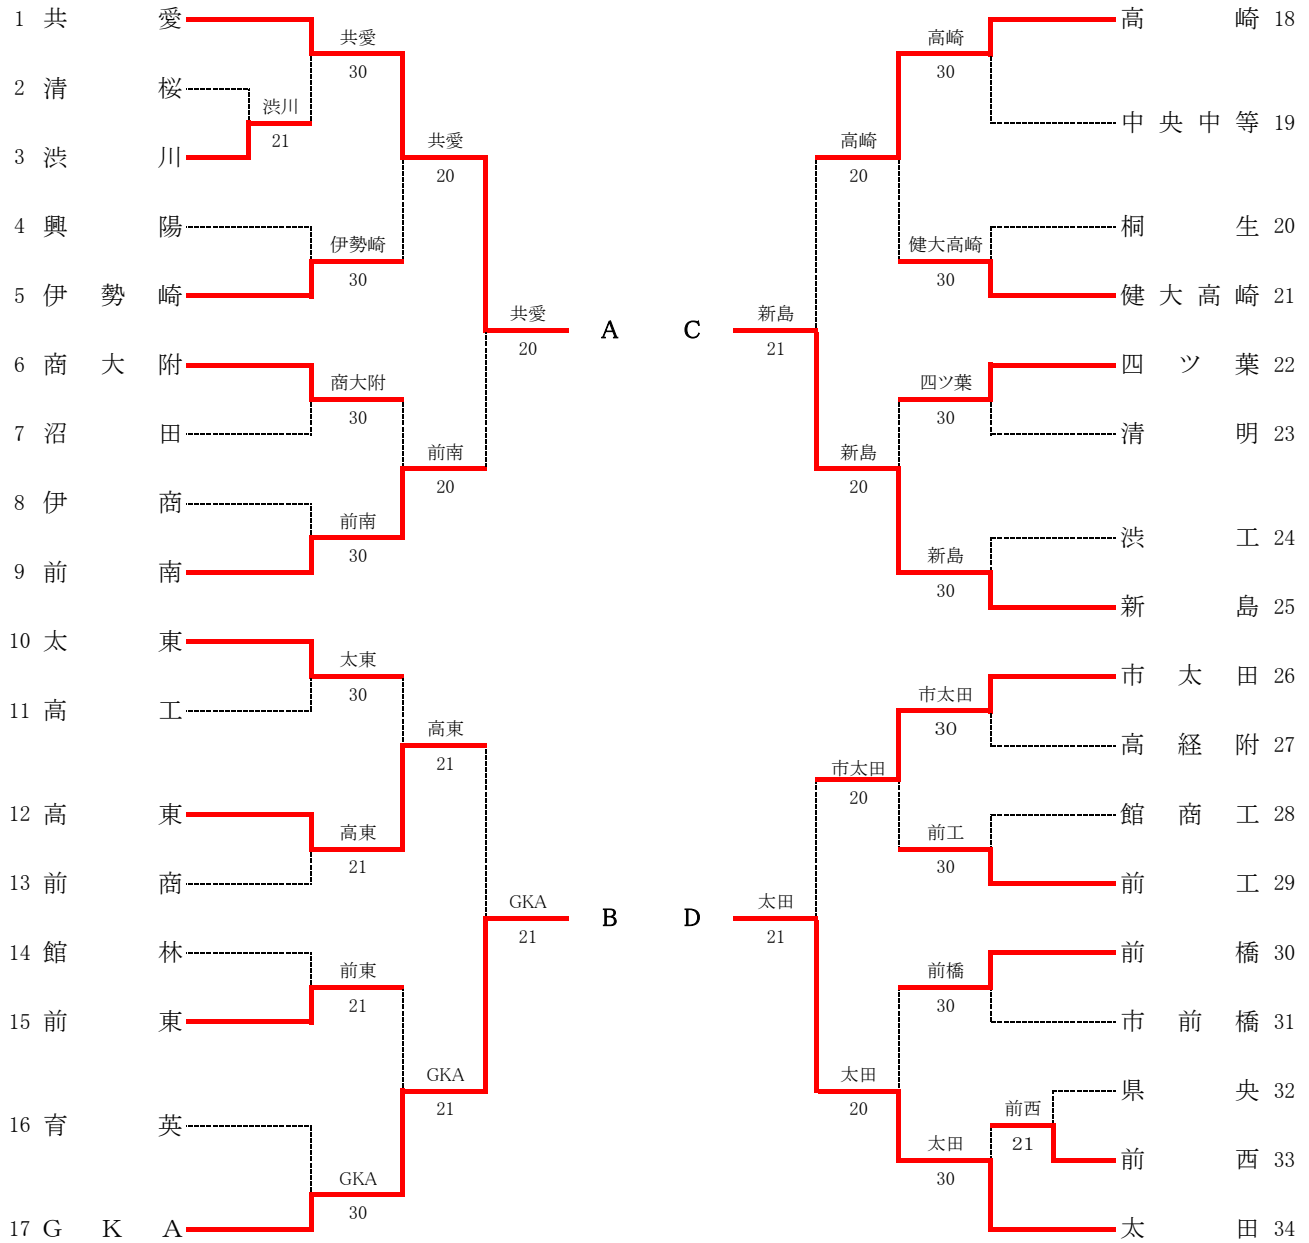 1 共愛
2 清桜
3 渋川
4 興陽
5 伊勢崎
6 商大附
7 沼田
8 伊商
9 前南
10 太東
11 高工
12 高東
13 前商
14 館林
15 前東
16 育英
17 GKA
渋川
21
共愛
30
伊勢崎
30
商大附
30
前南
30
太東
30
高東
21
前東
21
GKA
30
共愛
20
前南
20
高東
21
GKA
21
共愛
20
GKA
21
A
B
C
D
新島
21
太田
21
高崎
20
新島
20
市太田
20
太田
20
高崎
30
健大高崎
30
四ツ葉
30
新島
30
市太田
30
前工
30
前橋
30
太田
30
前西
21
高崎 18
中央中等 19
桐生 20
健大高崎 21
四ツ葉 22
清明 23
渋工 24
新島 25
市太田 26
高経附 27
館商工 28
前工 29
前橋 30
市前橋 31
県央 32
前西 33
太田 34